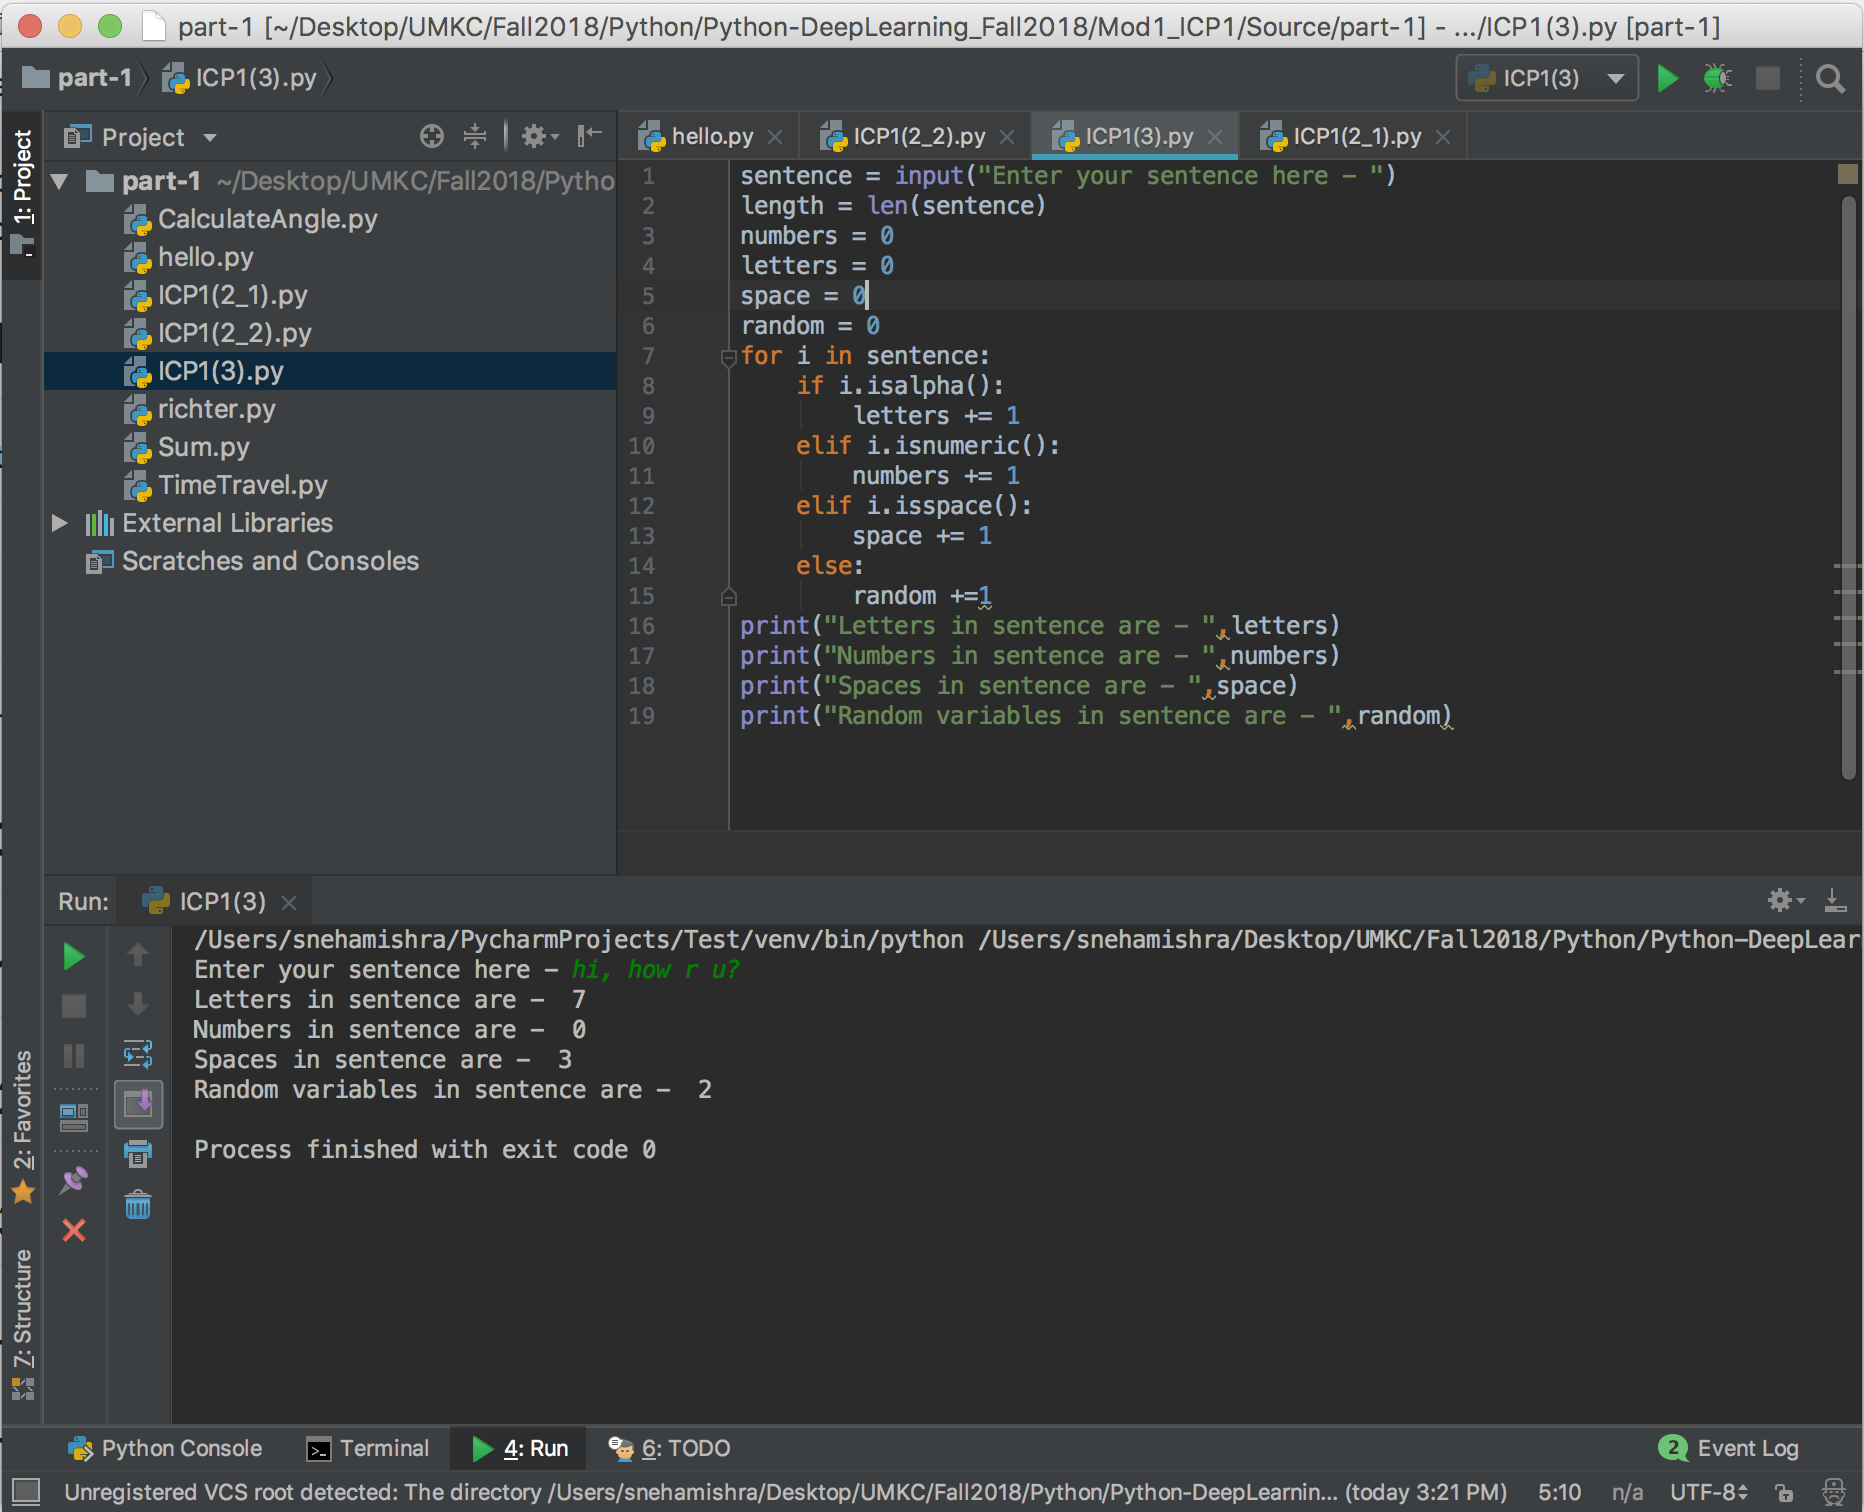 part-1 [~/Desktop/UMKC/Fall2018/Python/Python-DeepLearning_Fall2018/Mod1_ICP1/Source/part-1] - .../ICP1(3).py [part-1]
part-1 ICP1(3).py ICP1(3)
1: Project
Project
part-1 ~/Desktop/UMKC/Fall2018/Pytho
CalculateAngle.py
hello.py
ICP1(2_1).py
ICP1(2_2).py
ICP1(3).py
richter.py
Sum.py
TimeTravel.py
External Libraries
Scratches and Consoles
hello.py ICP1(2_2).py ICP1(3).py ICP1(2_1).py
1 sentence = input("Enter your sentence here - ")
2 length = len(sentence)
3 numbers = 0
4 letters = 0
5 space = 0
6 random = 0
7 for i in sentence:
8     if i.isalpha():
9         letters += 1
10     elif i.isnumeric():
11         numbers += 1
12     elif i.isspace():
13         space += 1
14     else:
15         random +=1
16 print("Letters in sentence are - ",letters)
17 print("Numbers in sentence are - ",numbers)
18 print("Spaces in sentence are - ",space)
19 print("Random variables in sentence are - ",random)
Run: ICP1(3)
/Users/snehamishra/PycharmProjects/Test/venv/bin/python /Users/snehamishra/Desktop/UMKC/Fall2018/Python/Python-DeepLear
Enter your sentence here - hi, how r u?
Letters in sentence are -  7
Numbers in sentence are -  0
Spaces in sentence are -  3
Random variables in sentence are -  2
Process finished with exit code 0
2: Favorites
7: Structure
Python Console Terminal 4: Run 6: TODO 2 Event Log
Unregistered VCS root detected: The directory /Users/snehamishra/Desktop/UMKC/Fall2018/Python/Python-DeepLearnin... (today 3:21 PM) 5:10 n/a UTF-8